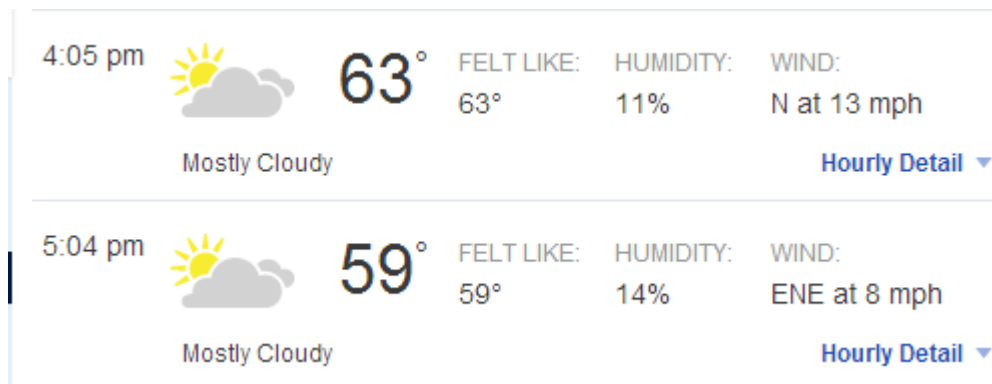 4:05 pm 63° FELT LIKE: HUMIDITY: WIND:
63° 11% N at 13 mph
Mostly Cloudy Hourly Detail
5:04 pm 59° FELT LIKE: HUMIDITY: WIND:
59° 14% ENE at 8 mph
Mostly Cloudy Hourly Detail